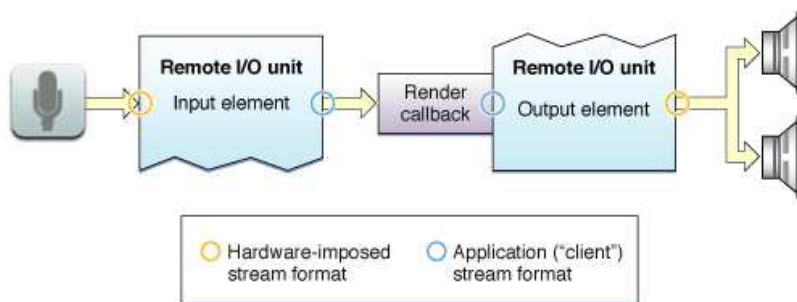 Remote I/O unit
Input element
Render
callback
Remote I/O unit
Output element
Hardware-imposed
stream format
Application (“client”)
stream format